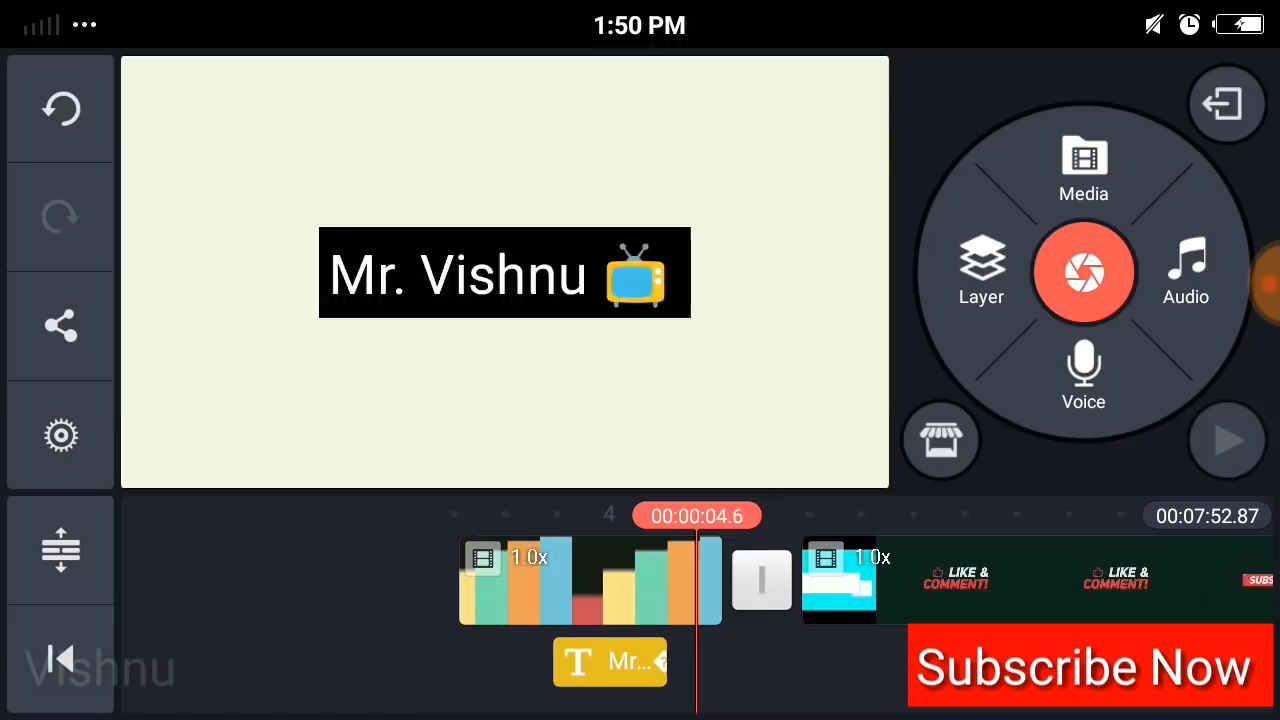 1:50 PM
Mr. Vishnu
Media
Layer
Audio
Voice
4
00:00:04.6
00:07:52.87
1.0x
1.0x
LIKE &
COMMENT!
LIKE &
COMMENT!
SUBS
T Mr...
Subscribe Now
Vishnu